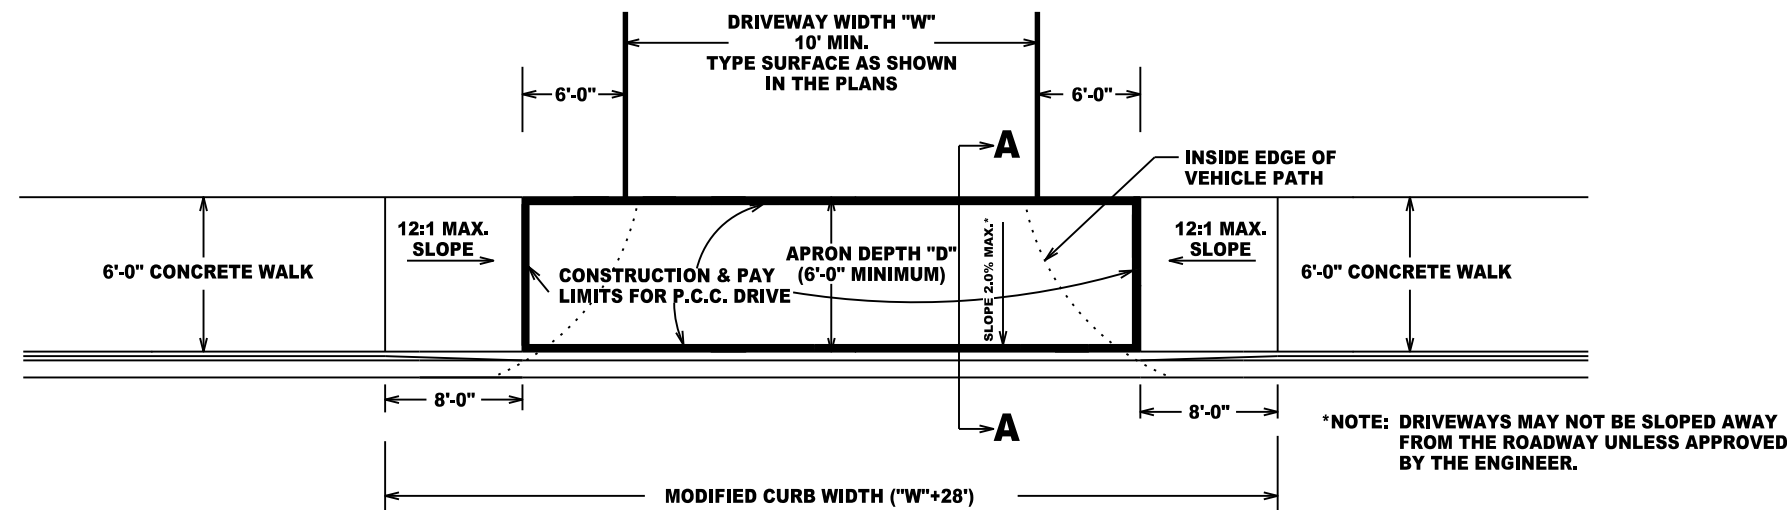 DRIVEWAY WIDTH "W"
10' MIN.
TYPE SURFACE AS SHOWN
IN THE PLANS
6'-0"
6'-0"
A
INSIDE EDGE OF
VEHICLE PATH
12:1 MAX.
SLOPE
12:1 MAX.
SLOPE
6'-0" CONCRETE WALK
CONSTRUCTION & PAY
LIMITS FOR P.C.C. DRIVE
APRON DEPTH "D"
(6'-0" MINIMUM)
SLOPE 2.0% MAX.*
6'-0" CONCRETE WALK
8'-0"
8'-0"
A
*NOTE: DRIVEWAYS MAY NOT BE SLOPED AWAY
FROM THE ROADWAY UNLESS APPROVED
BY THE ENGINEER.
MODIFIED CURB WIDTH ("W"+28')